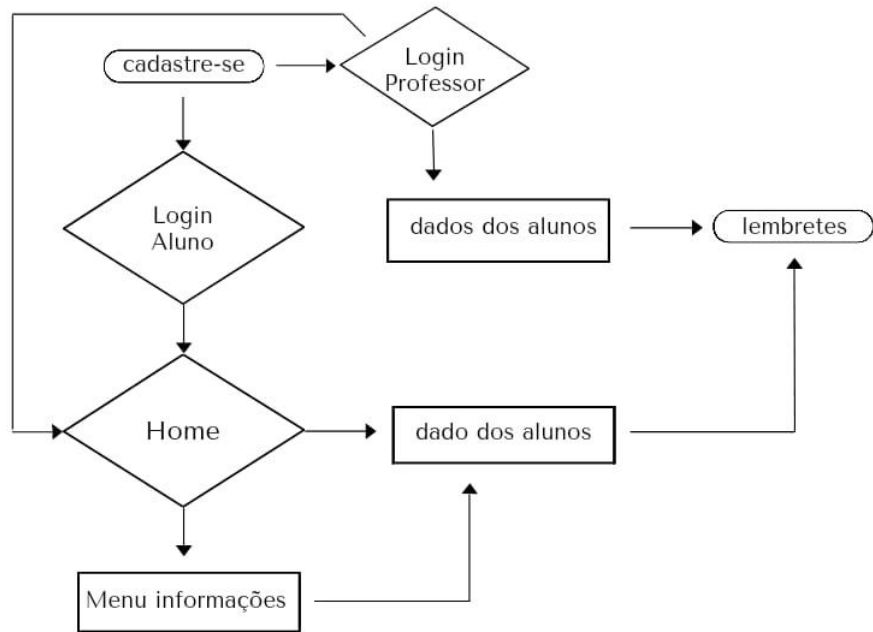 cadastre-se
Login
Professor
Login
Aluno
dados dos alunos
lembretes
Home
dado dos alunos
Menu informações